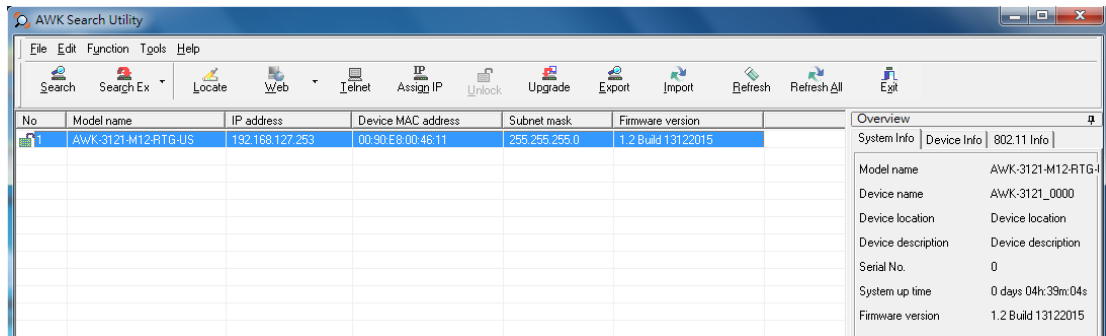 AWK Search Utility
File Edit Function Tools Help
Search Search Ex Locate Web Telnet IP Assign IP Unlock Upgrade Export Import Refresh Refresh All Exit
No Model name IP address Device MAC address Subnet mask Firmware version
1 AWK-3121-M12-RTG-US 192.168.127.253 00:90:E8:00:46:11 255.255.255.0 1.2 Build 13122015
Overview
System Info Device Info 802.11 Info
Model name AWK-3121-M12-RTG-
Device name AWK-3121_0000
Device location Device location
Device description Device description
Serial No. 0
System up time 0 days 04h:39m:04s
Firmware version 1.2 Build 13122015